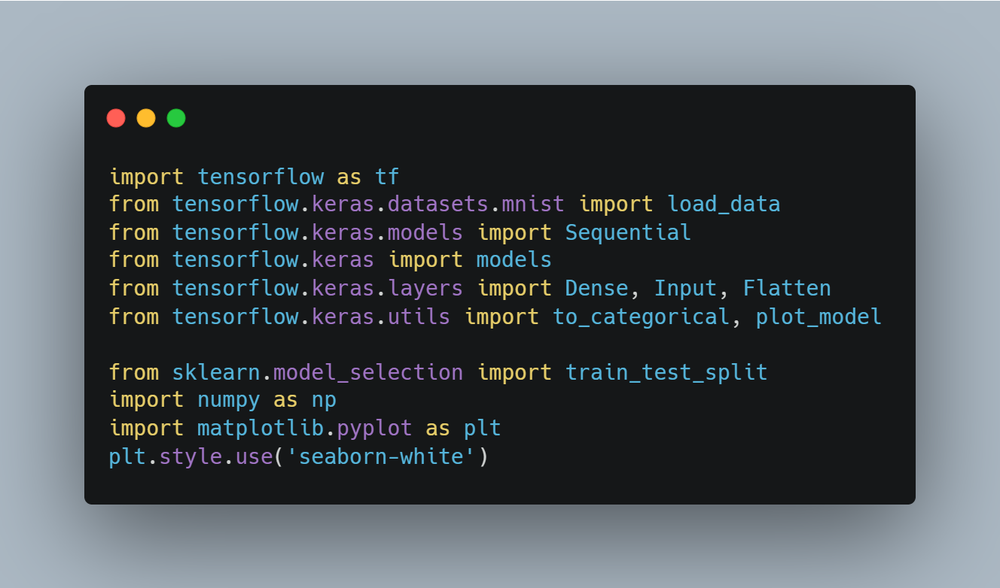 import tensorflow as tf
from tensorflow.keras.datasets.mnist import load_data
from tensorflow.keras.models import Sequential
from tensorflow.keras import models
from tensorflow.keras.layers import Dense, Input, Flatten
from tensorflow.keras.utils import to_categorical, plot_model
from sklearn.model_selection import train_test_split
import numpy as np
import matplotlib.pyplot as plt
plt.style.use('seaborn-white')